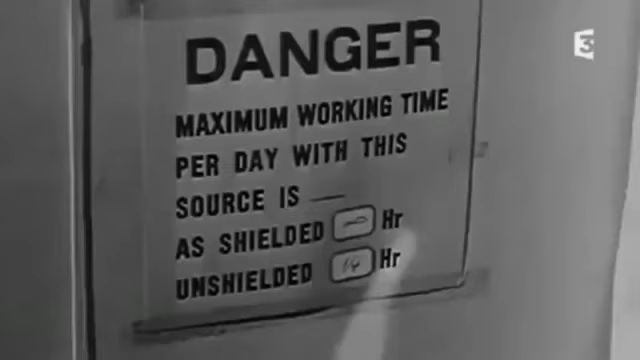 DANGER
MAXIMUM WORKING TIME
PER DAY WITH THIS
SOURCE IS —
AS SHIELDED Hr
UNSHIELDED Hr
3